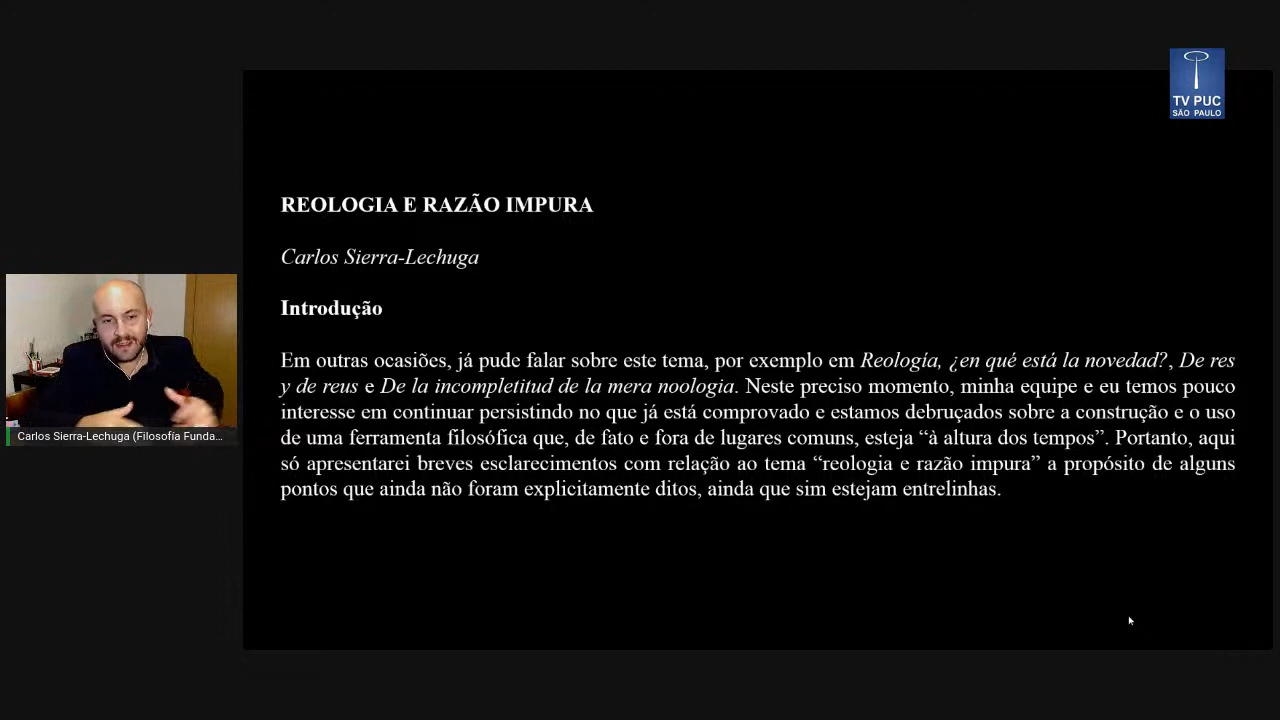 TV PUC
SÃO PAULO
REOLOGIA E RAZÃO IMPURA
Carlos Sierra-Lechuga
Introdução
Em outras ocasiões, já pude falar sobre este tema, por exemplo em Reología, ¿en qué está la novedad?, De res
y de reus e De la incompletitud de la mera noologia. Neste preciso momento, minha equipe e eu temos pouco
interesse em continuar persistindo no que já está comprovado e estamos debruçados sobre a construção e o uso
de uma ferramenta filosófica que, de fato e fora de lugares comuns, esteja “à altura dos tempos”. Portanto, aqui
só apresentarei breves esclarecimentos com relação ao tema “reologia e razão impura” a propósito de alguns
pontos que ainda não foram explicitamente ditos, ainda que sim estejam entrelinhas.
Carlos Sierra-Lechuga (Filosofía Funda...